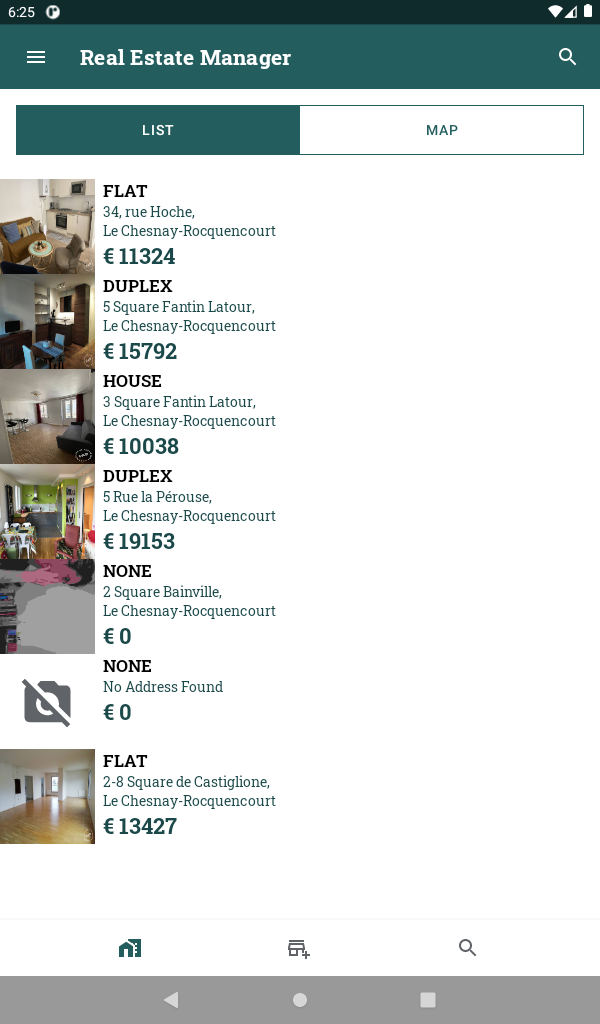 6:25
Real Estate Manager
LIST
MAP
FLAT
34, rue Hoche,
Le Chesnay-Rocquencourt
€ 11324
DUPLEX
5 Square Fantin Latour,
Le Chesnay-Rocquencourt
€ 15792
HOUSE
3 Square Fantin Latour,
Le Chesnay-Rocquencourt
€ 10038
DUPLEX
5 Rue la Pérouse,
Le Chesnay-Rocquencourt
€ 19153
NONE
2 Square Bainville,
Le Chesnay-Rocquencourt
€ 0
NONE
No Address Found
€ 0
FLAT
2-8 Square de Castiglione,
Le Chesnay-Rocquencourt
€ 13427